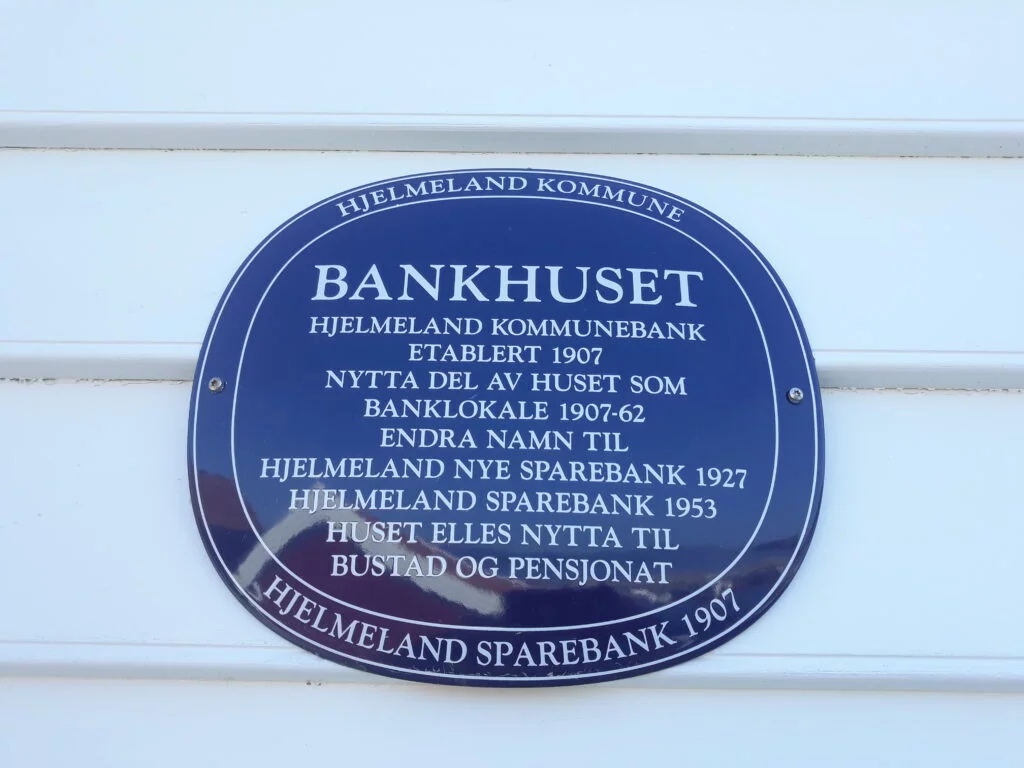 HJELMELAND KOMMUNE
BANKHUSET
HJELMELAND KOMMUNEBANK
ETABLERT 1907
NYTTA DEL AV HUSET SOM
BANKLOKALE 1907-62
ENDRA NAMN TIL
HJELMELAND NYE SPAREBANK 1927
HJELMELAND SPAREBANK 1953
HUSET ELLES NYTTA TIL
BUSTAD OG PENSJONAT
HJELMELAND SPAREBANK 1907